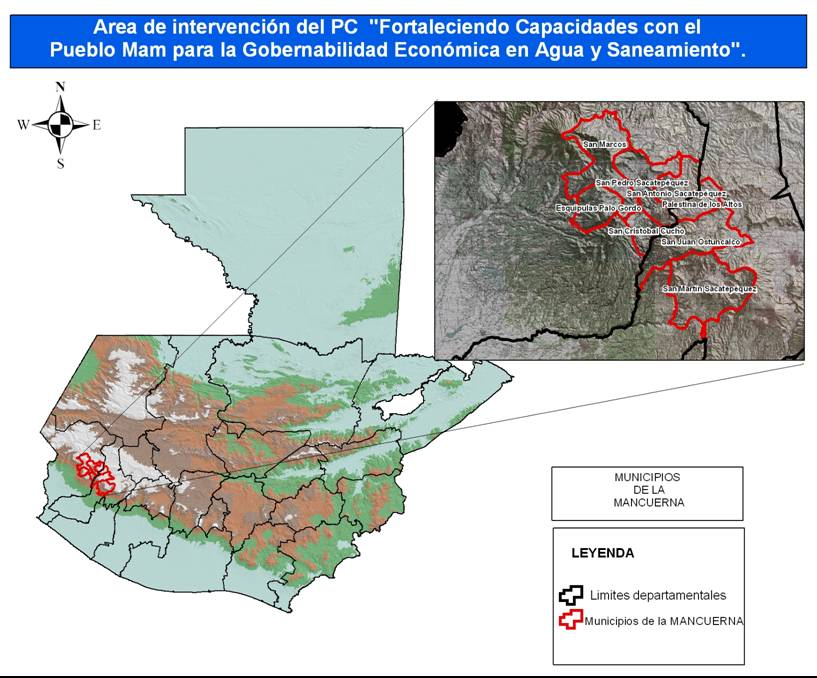 Area de intervención del PC "Fortaleciendo Capacidades con el
Pueblo Mam para la Gobernabilidad Económica en Agua y Saneamiento".
N
W E
S
San Marcos
San Pedro Sacatepéquez
San Antonio Sacatepéquez
Esquipulas Palo Gordo
Palestina de los Altos
San Cristobal Cucho
San Juan Ostuncalco
San Martin Sacatepéquez
MUNICIPIOS
DE LA
MANCUERNA
LEYENDA
Limites departamentales
Municipios de la MANCUERNA